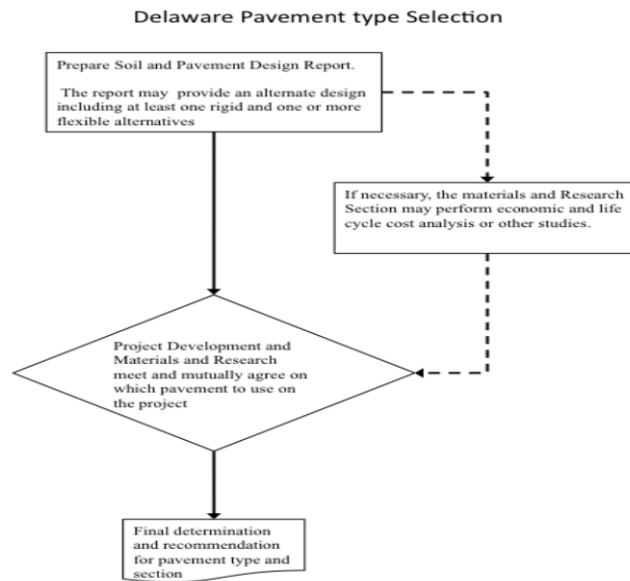 Delaware Pavement type Selection
Prepare Soil and Pavement Design Report.
The report may provide an alternate design
including at least one rigid and one or more
flexible alternatives
If necessary, the materials and Research
Section may perform economic and life
cycle cost analysis or other studies.
Project Development and
Materials and Research
meet and mutually agree on
which pavement to use on
the project
Final determination
and recommendation
for pavement type and
section